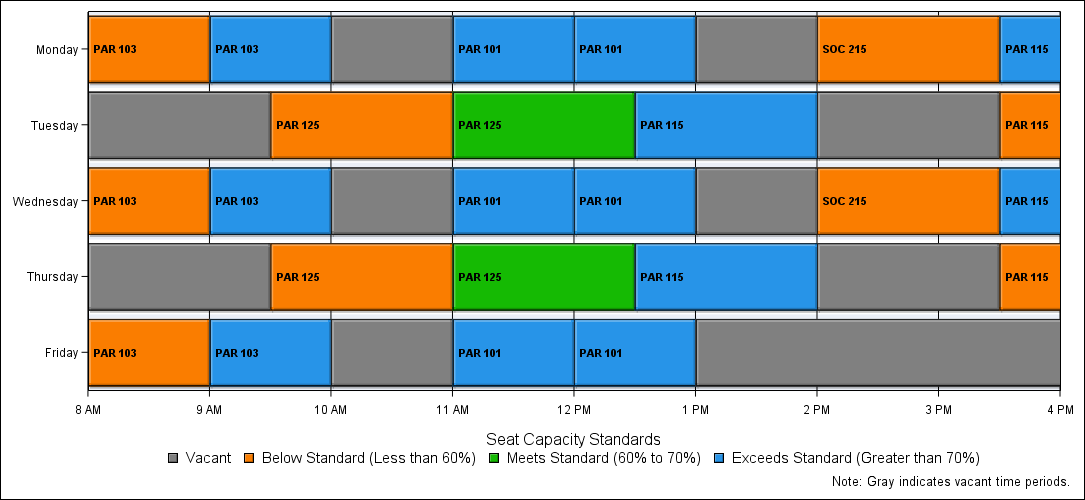 Monday PAR 103 PAR 103 PAR 101 PAR 101 SOC 215 PAR 115
Tuesday PAR 125 PAR 125 PAR 115 PAR 115
Wednesday PAR 103 PAR 103 PAR 101 PAR 101 SOC 215 PAR 115
Thursday PAR 125 PAR 125 PAR 115 PAR 115
Friday PAR 103 PAR 103 PAR 101 PAR 101
8 AM 9 AM 10 AM 11 AM 12 PM 1 PM 2 PM 3 PM 4 PM
Seat Capacity Standards
Vacant Below Standard (Less than 60%) Meets Standard (60% to 70%) Exceeds Standard (Greater than 70%)
Note: Gray indicates vacant time periods.